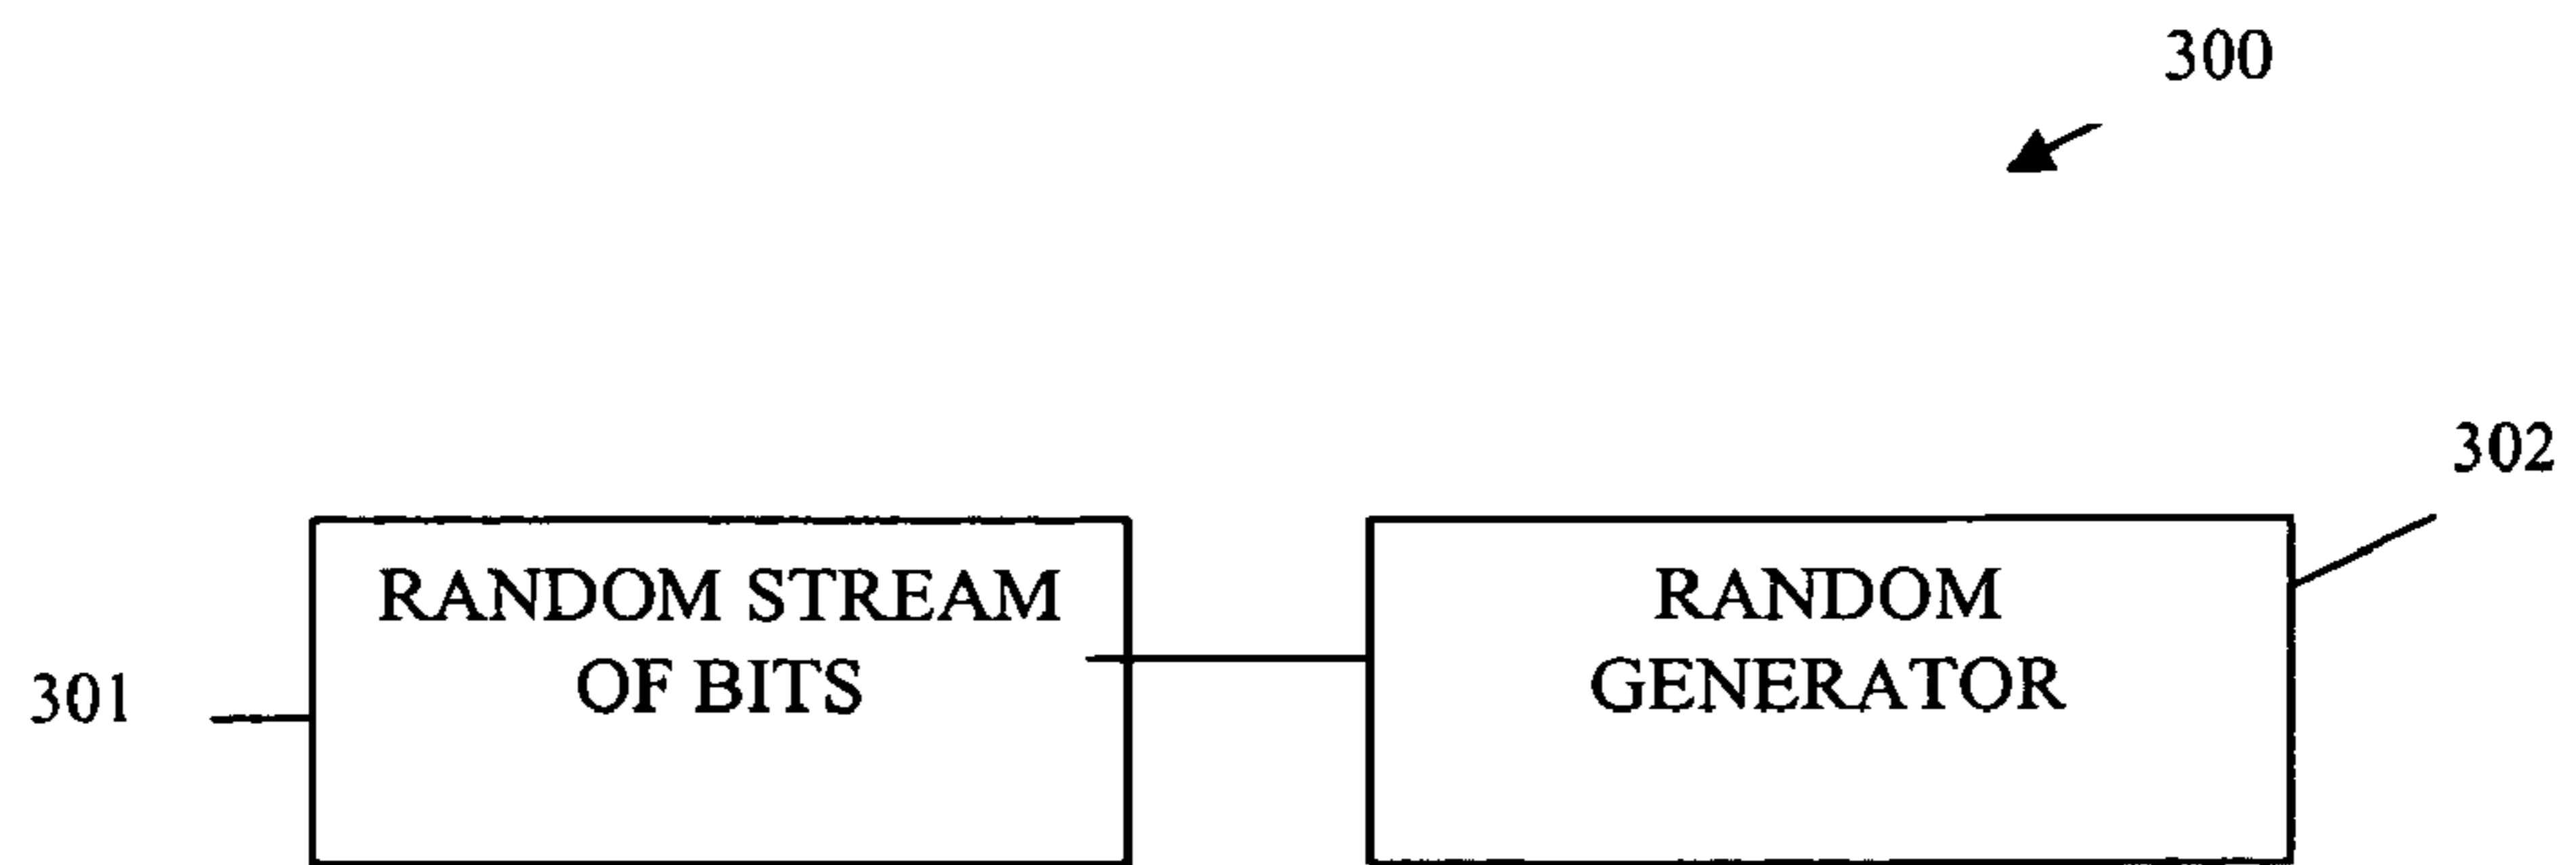 300
302
RANDOM STREAM
OF BITS
RANDOM
GENERATOR
301